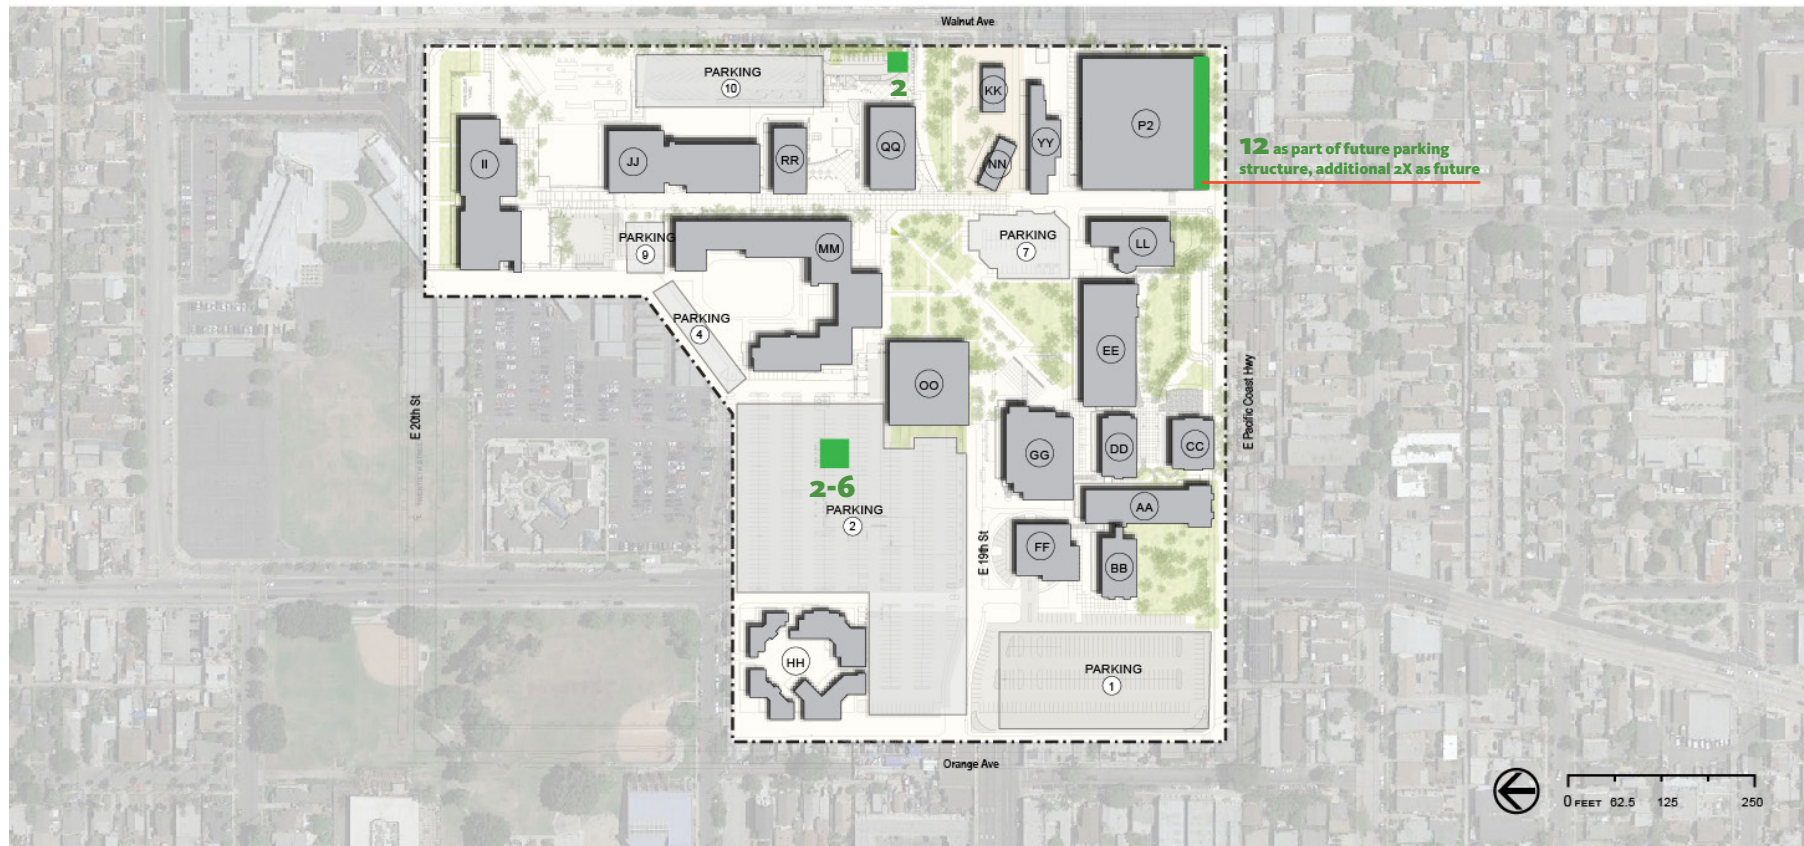 Walnut Ave
PARKING
10
2
KK
P2
YY
QQ
RR
JJ
II
NN
12 as part of future parking
structure, additional 2X as future
PARKING
9
MM
PARKING
7
LL
PARKING
4
EE
OO
E 20th St
E Pacific Coast Hwy
GG
DD
CC
2-6
PARKING
2
AA
E 19th St
FF
BB
HH
PARKING
1
Orange Ave
0 FEET 62.5 125 250